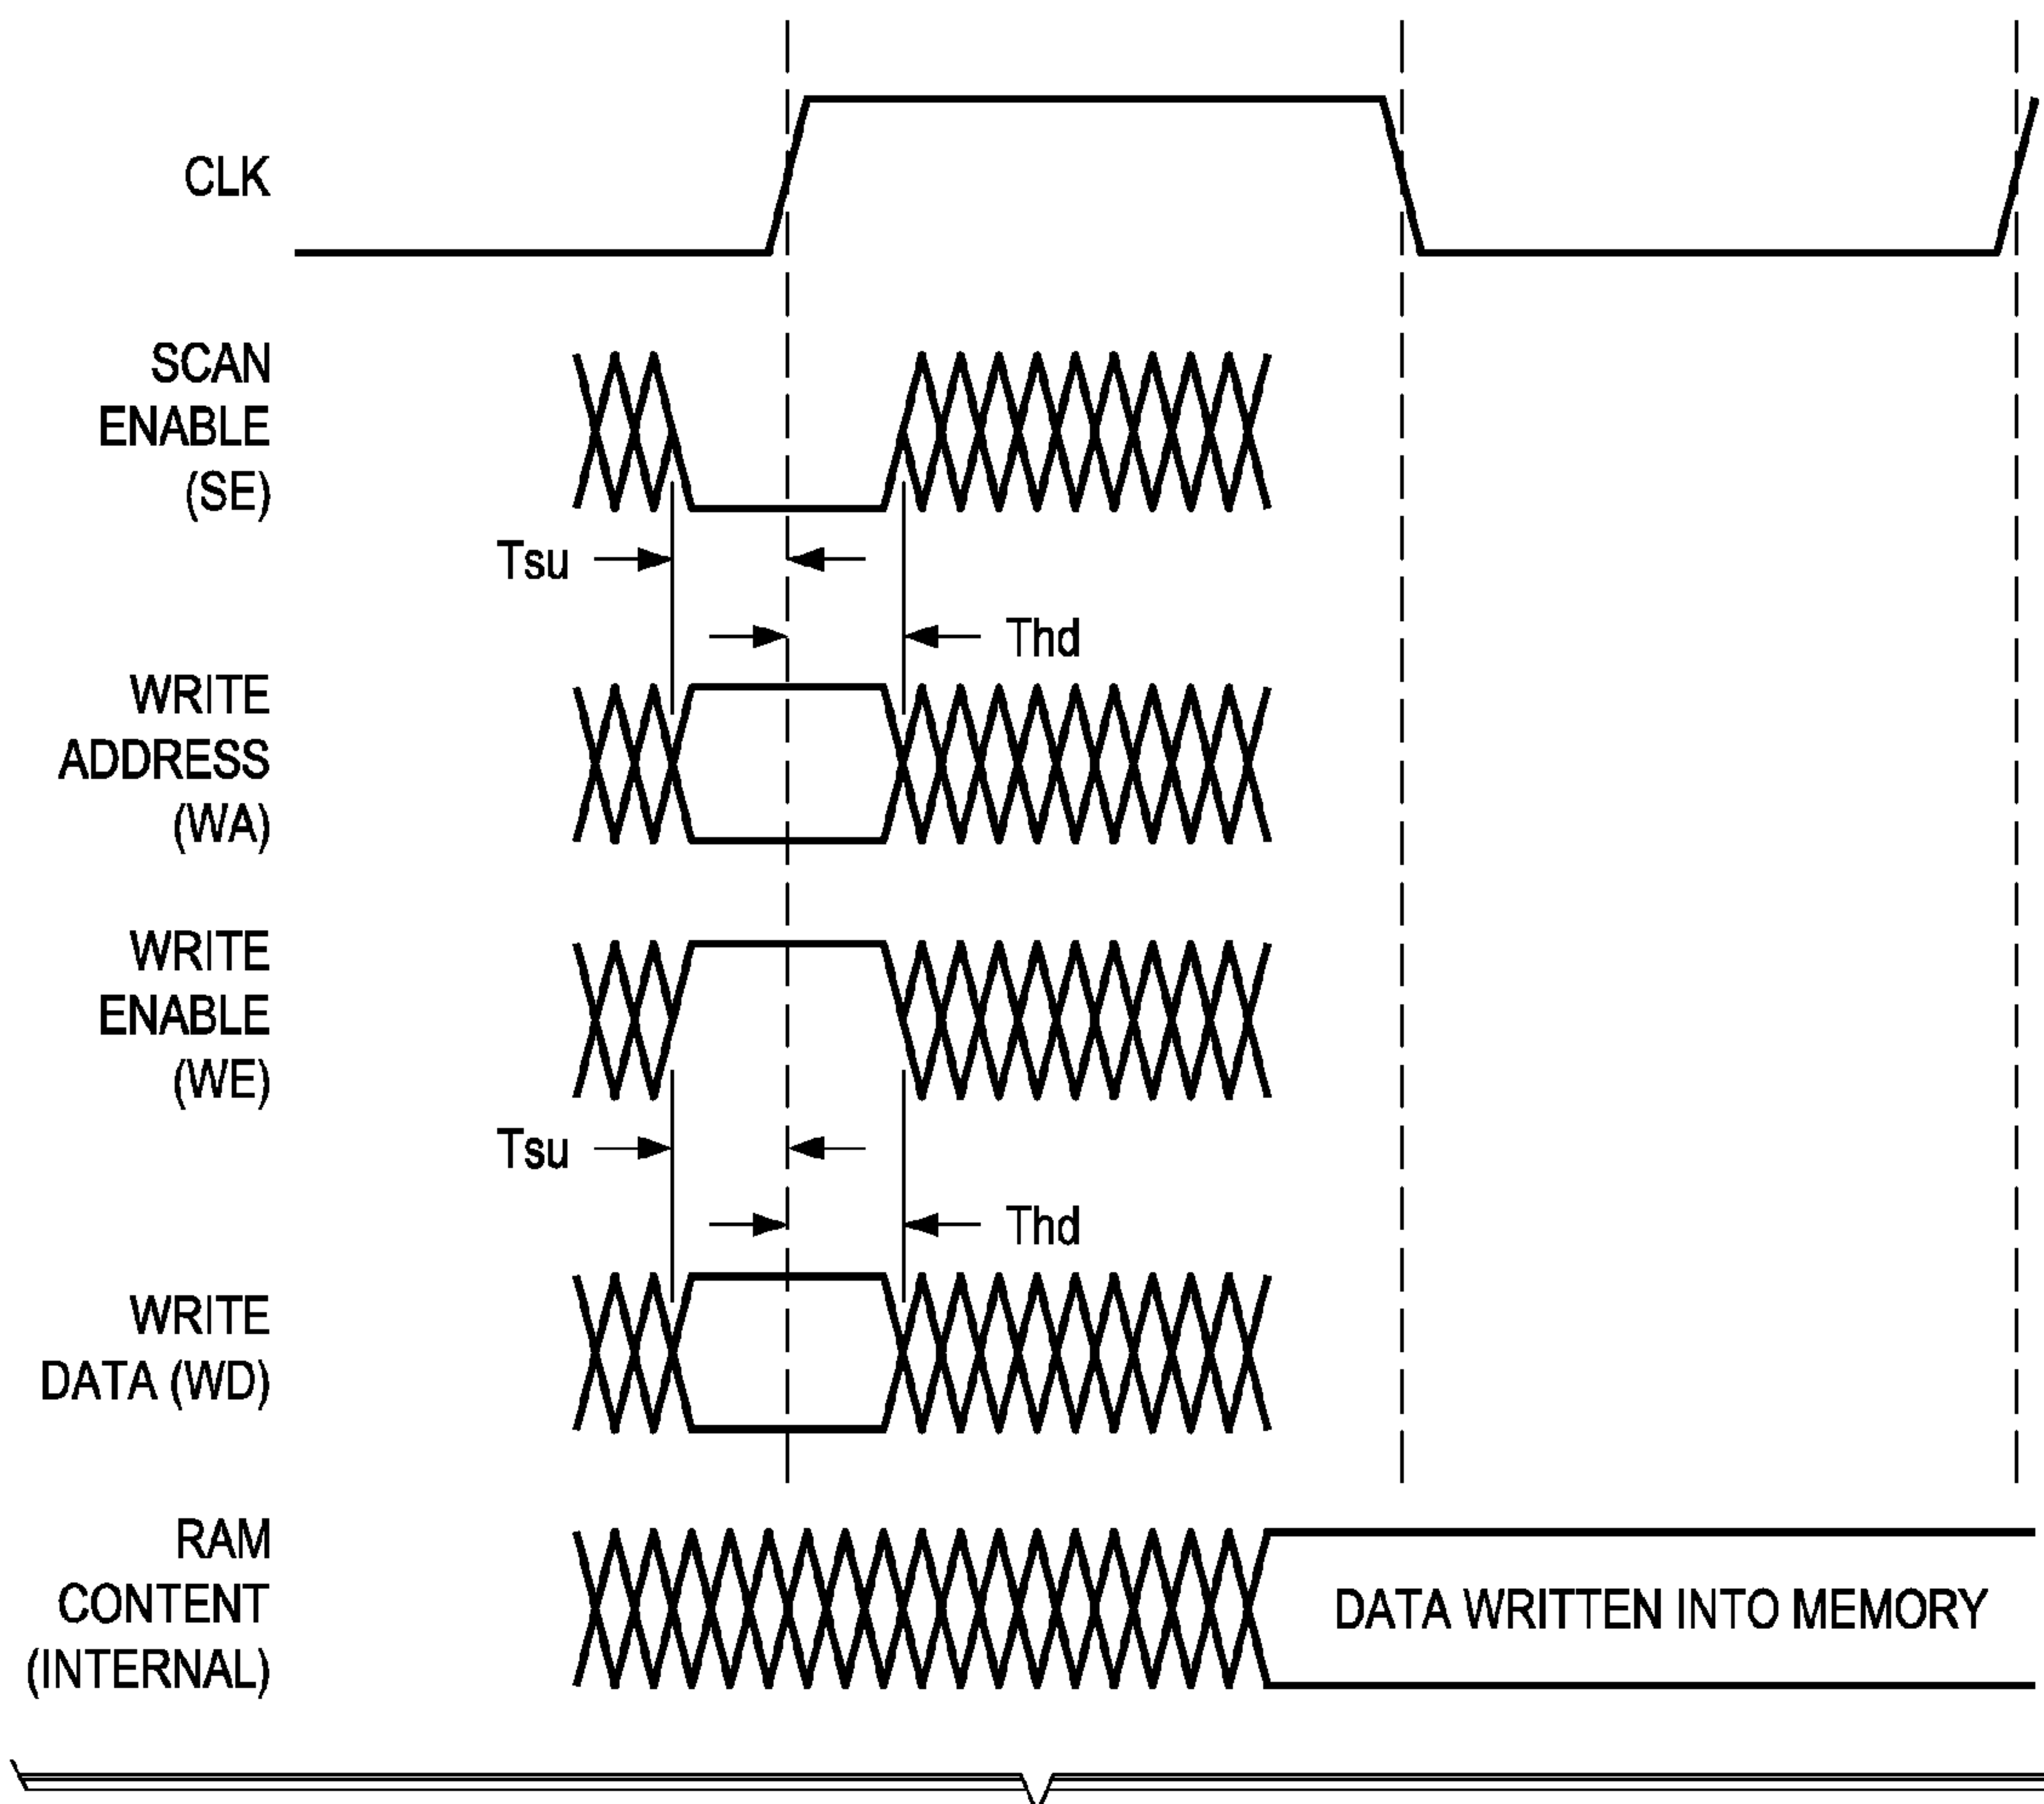 CLK
SCAN
ENABLE
(SE)
Tsu
Thd
WRITE
ADDRESS
(WA)
WRITE
ENABLE
(WE)
Tsu
Thd
WRITE
DATA (WD)
RAM
CONTENT
(INTERNAL)
DATA WRITTEN INTO MEMORY